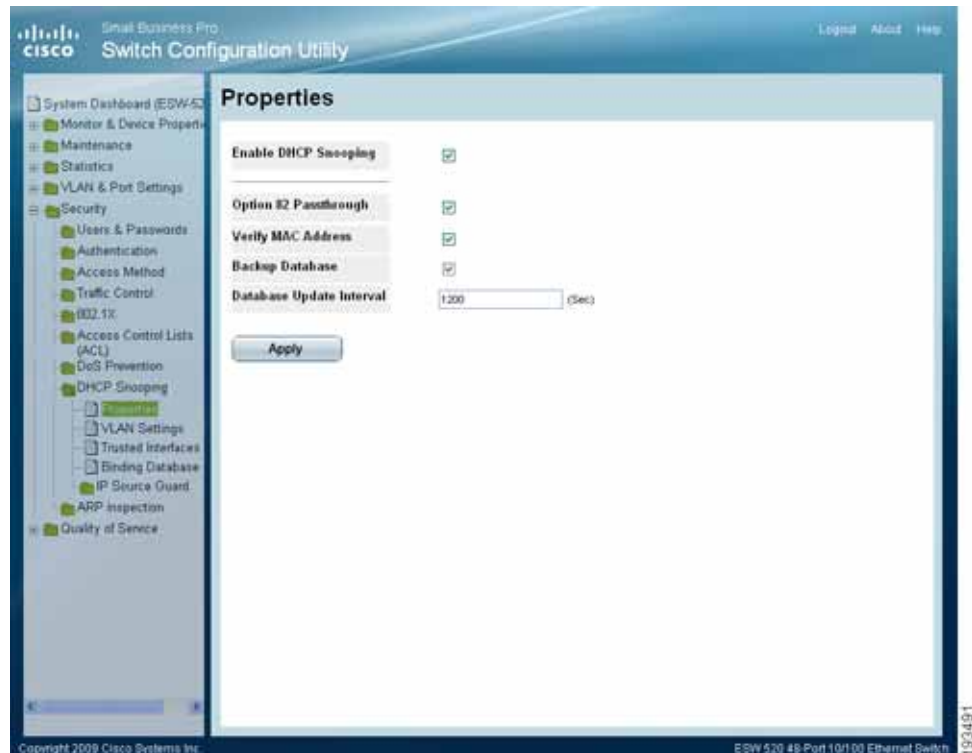 Small Business Pro
cisco Switch Configuration Utility
Logout About Help
System Dashboard (ESW-52
Monitor & Device Properti
Maintenance
Statistics
VLAN & Port Settings
Security
Users & Passwords
Authentication
Access Method
Traffic Control
802.1X
Access Control Lists
(ACL)
DoS Prevention
DHCP Snooping
Properties
VLAN Settings
Trusted Interfaces
Binding Database
IP Source Guard
ARP Inspection
Quality of Service
Properties
Enable DHCP Snooping
Option 82 Passthrough
Verify MAC Address
Backup Database
Database Update Interval 1200 (Sec)
Apply
Copyright 2009 Cisco Systems Inc.
ESW 520 48-Port 10/100 Ethernet Switch
193491